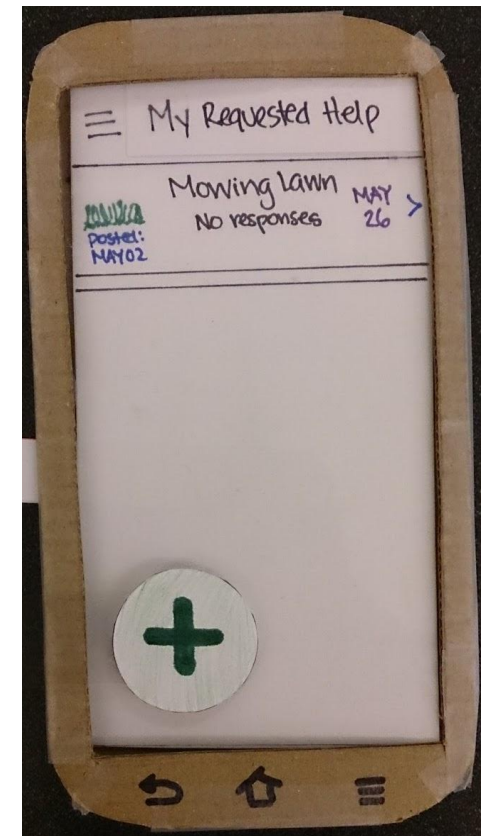 My Requested Help
Mowing Lawn
No responses
MAY
26
>
posted:
MAY02
+